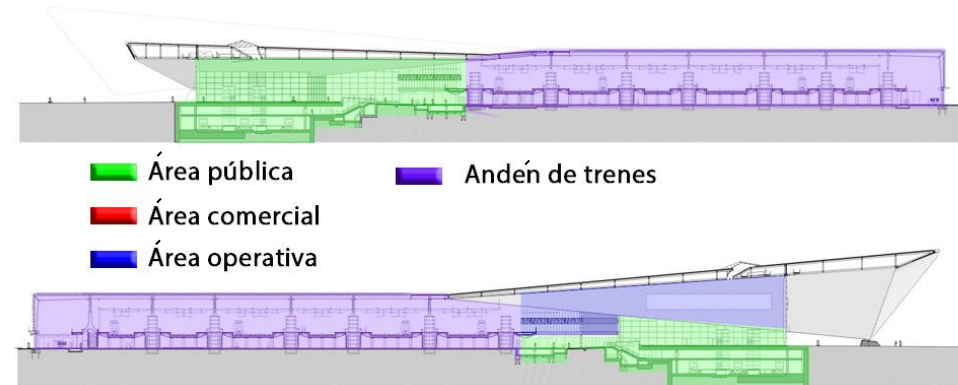 Área pública
Andén de trenes
Área comercial
Área operativa